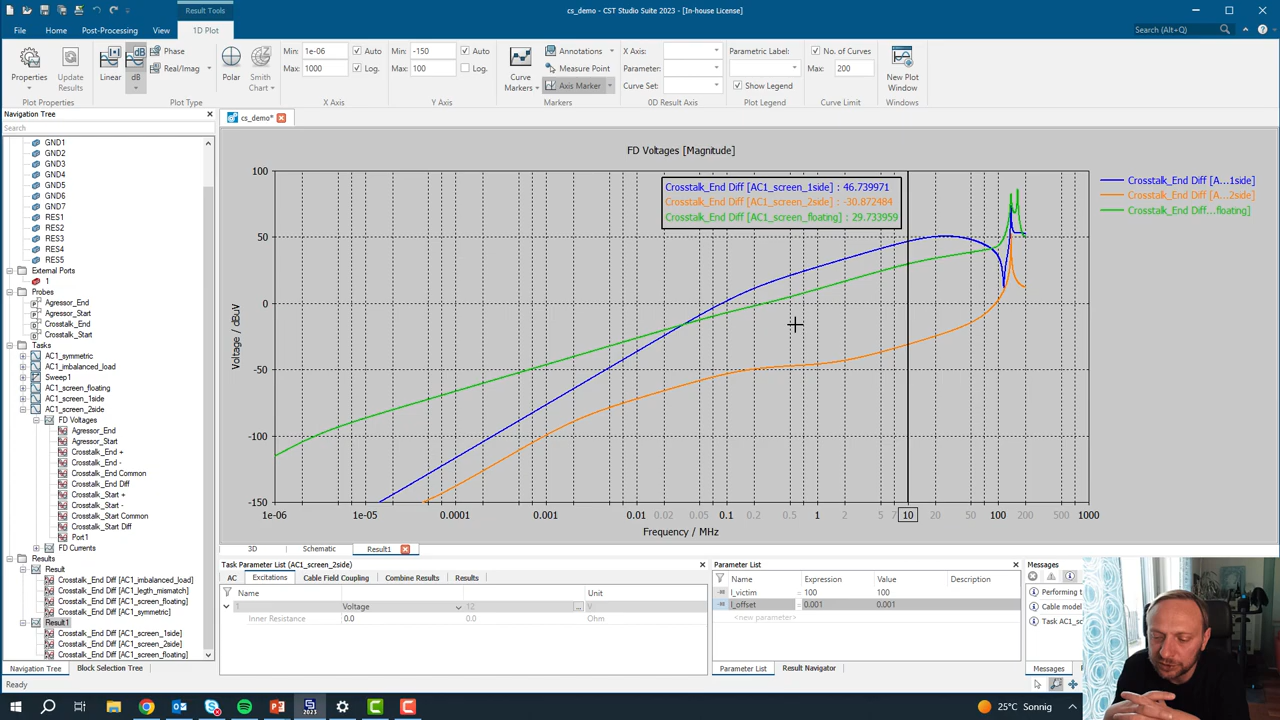 Result Tools
cs_demo - CST Studio Suite 2023 - [In-house License]
File
Home
Post-Processing
View
1D Plot
Search (Alt+Q)
Properties
Update Results
Plot Properties
Linear
dB
Phase
Real/Imag
Polar
Smith Chart
Plot Type
Min: 1e-06 Auto
Max: 1000 Log.
X Axis
Min: -150 Auto
Max: 100 Log.
Y Axis
Curve Markers
Annotations
Measure Point
Axis Marker
Markers
X Axis:
Parameter:
Curve Set:
0D Result Axis
Parametric Label:
Show Legend
Plot Legend
No. of Curves
Max: 200
Curve Limit
New Plot Window
Windows
Navigation Tree
Search
GND1
GND2
GND3
GND4
GND5
GND6
GND7
RES1
RES2
RES3
RES4
RES5
External Ports
1
Probes
Agressor_End
Agressor_Start
Crosstalk_End
Crosstalk_Start
Tasks
AC1_symmetric
AC1_imbalanced_load
Sweep1
AC1_screen_floating
AC1_screen_1side
AC1_screen_2side
FD Voltages
Agressor_End
Agressor_Start
Crosstalk_End +
Crosstalk_End -
Crosstalk_End Common
Crosstalk_End Diff
Crosstalk_Start +
Crosstalk_Start -
Crosstalk_Start Common
Crosstalk_Start Diff
Port1
FD Currents
Results
Result
Crosstalk_End Diff [AC1_imbalanced_load]
Crosstalk_End Diff [AC1_legth_mismatch]
Crosstalk_End Diff [AC1_screen_floating]
Crosstalk_End Diff [AC1_symmetric]
Result1
Crosstalk_End Diff [AC1_screen_1side]
Crosstalk_End Diff [AC1_screen_2side]
Crosstalk_End Diff [AC1_screen_floating]
Navigation Tree
Block Selection Tree
Ready
cs_demo*
FD Voltages [Magnitude]
Crosstalk_End Diff [AC1_screen_1side] : 46.739971
Crosstalk_End Diff [AC1_screen_2side] : -30.872484
Crosstalk_End Diff [AC1_screen_floating] : 29.733959
Crosstalk_End Diff [A...1side]
Crosstalk_End Diff [A...2side]
Crosstalk_End Diff...floating]
100
50
0
-50
-100
-150
Voltage / dBuV
1e-06 1e-05 0.0001 0.001 0.01 0.02 0.05 0.1 0.2 0.5 1 2 5 7 10 20 50 100 200 500 1000
Frequency / MHz
3D
Schematic
Result1
Task Parameter List (AC1_screen_2side)
AC
Excitations
Cable Field Coupling
Combine Results
Results
Name Value Unit
1 Voltage 12 ... V
Inner Resistance 0.0 0.0 Ohm
Parameter List
Name Expression Value Description
l_victim = 100 100
l_offset = 0.001 0.001
<new parameter>
Parameter List
Result Navigator
Messages
Performing t
Cable model
Task AC1_sc
Messages
2023
25°C Sonnig